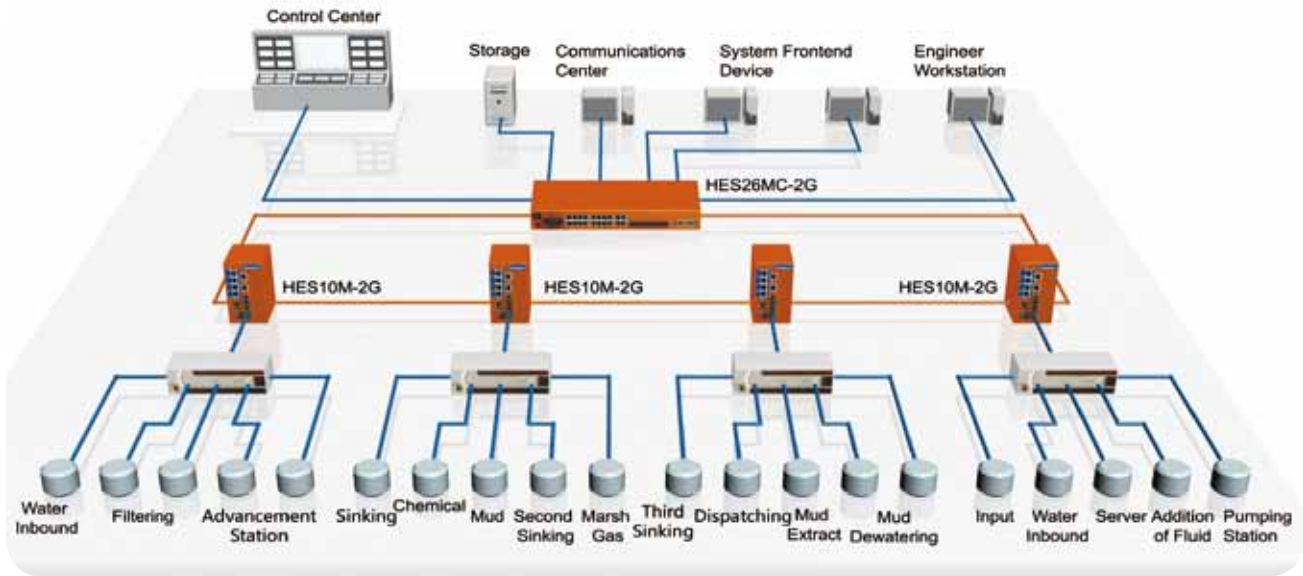 Control Center
Storage
Communications
Center
System Frontend
Device
Engineer
Workstation
HES26MC-2G
HES10M-2G
HES10M-2G
HES10M-2G
Water
Inbound
Filtering
Advancement
Station
Sinking
Chemical
Mud
Second
Sinking
Marsh
Gas
Third
Sinking
Dispatching
Mud
Extract
Mud
Dewatering
Input
Water
Inbound
Server
Addition
of Fluid
Pumping
Station